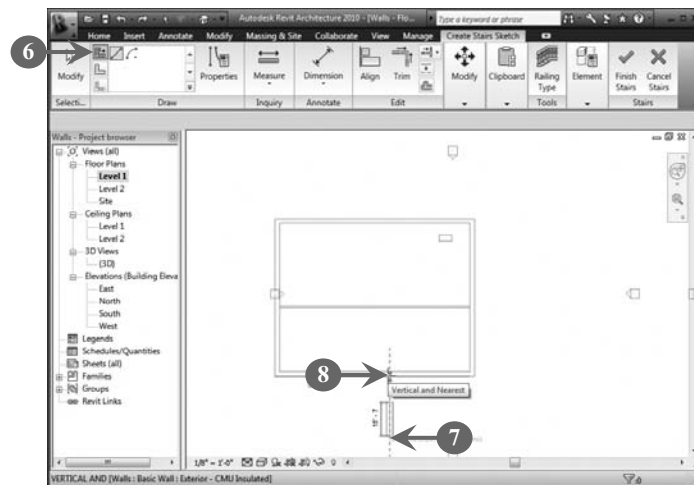 Autodesk Revit Architecture 2010 - [Walls - Flo...
Type a keyword or phrase
Home Insert Annotate Modify Massing & Site Collaborate View Manage Create Stairs Sketch
6
Modify Properties Measure Dimension Align Trim Modify Clipboard Railing Type Element Finish Stairs Cancel Stairs
Selecti... Draw Inquiry Annotate Edit Tools Stairs
Walls - Project browser
Views (all)
Floor Plans
Level 1
Level 2
Site
Ceiling Plans
Level 1
Level 2
3D Views
{3D}
Elevations (Building Eleva
East
North
South
West
Legends
Schedules/Quantities
Sheets (all)
Families
Groups
Revit Links
8
Vertical and Nearest
7
1/8" = 1'-0"
VERTICAL AND [Walls : Basic Wall : Exterior - CMU Insulated]
:0